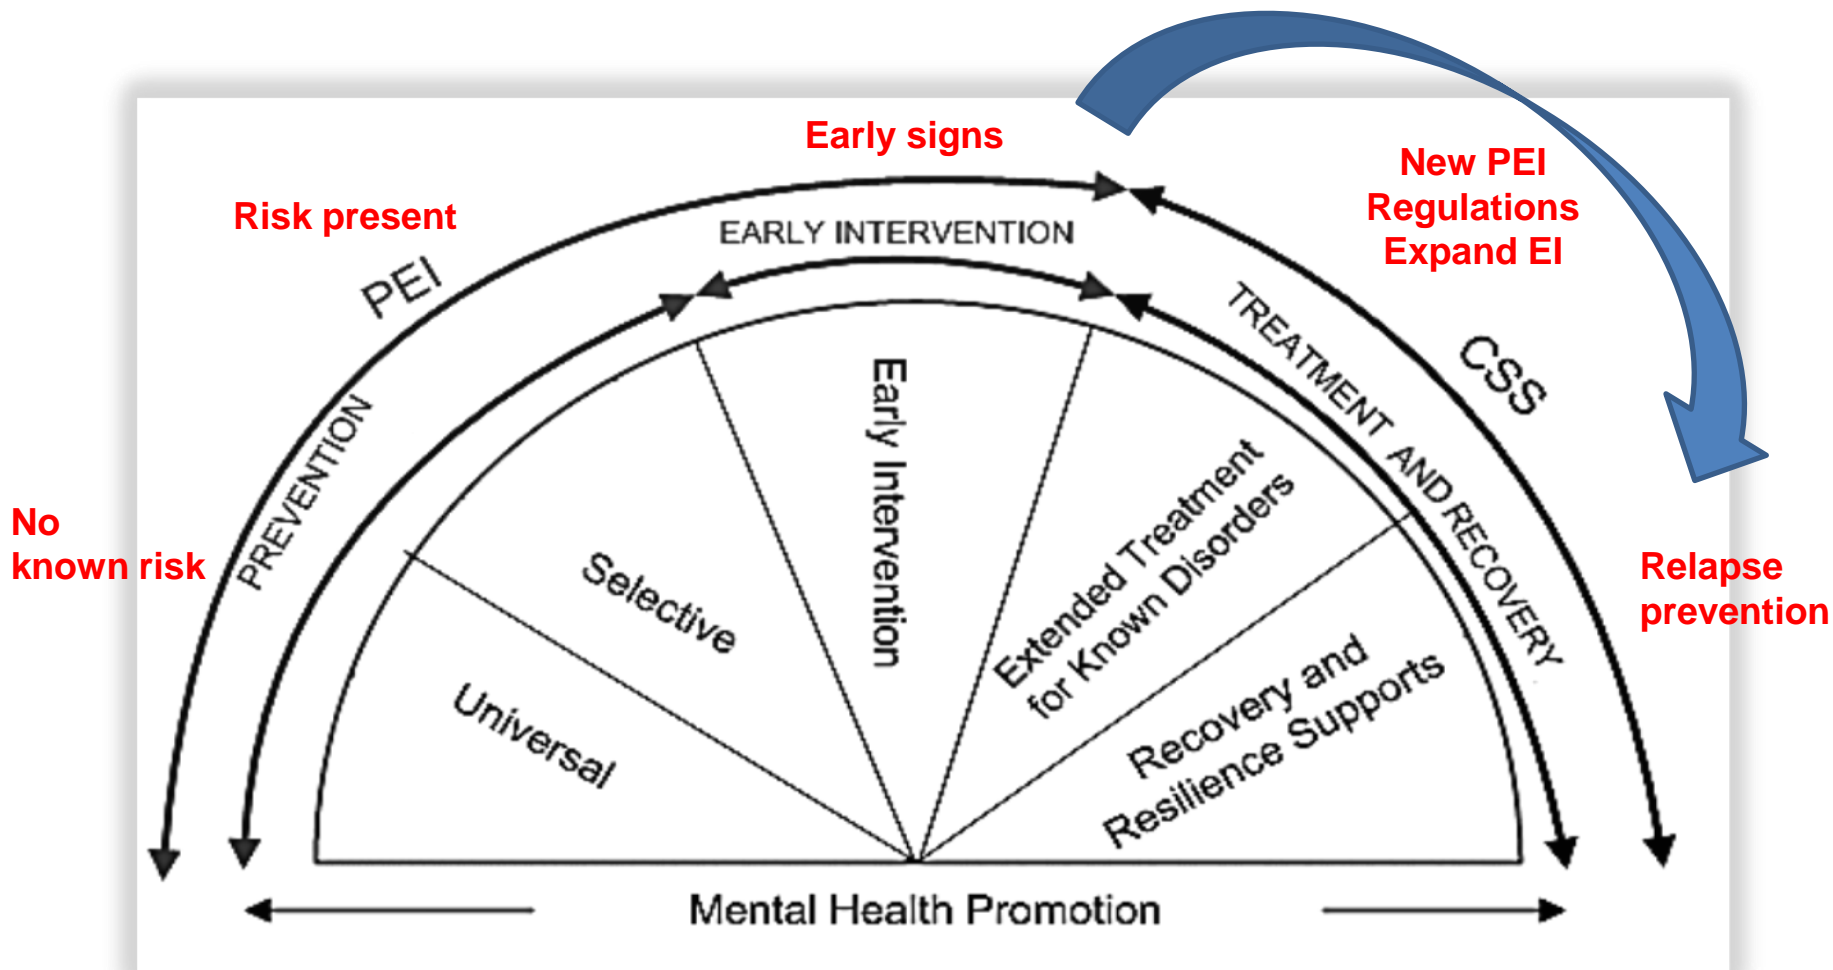 Early signs
New PEI
Regulations
Expand EI
Risk present
EARLY INTERVENTION
PEI
TREATMENT AND RECOVERY
CSS
PREVENTION
No
known risk
Early Intervention
Selective
Extended Treatment
for Known Disorders
Relapse
prevention
Universal
Recovery and
Resilience Supports
Mental Health Promotion